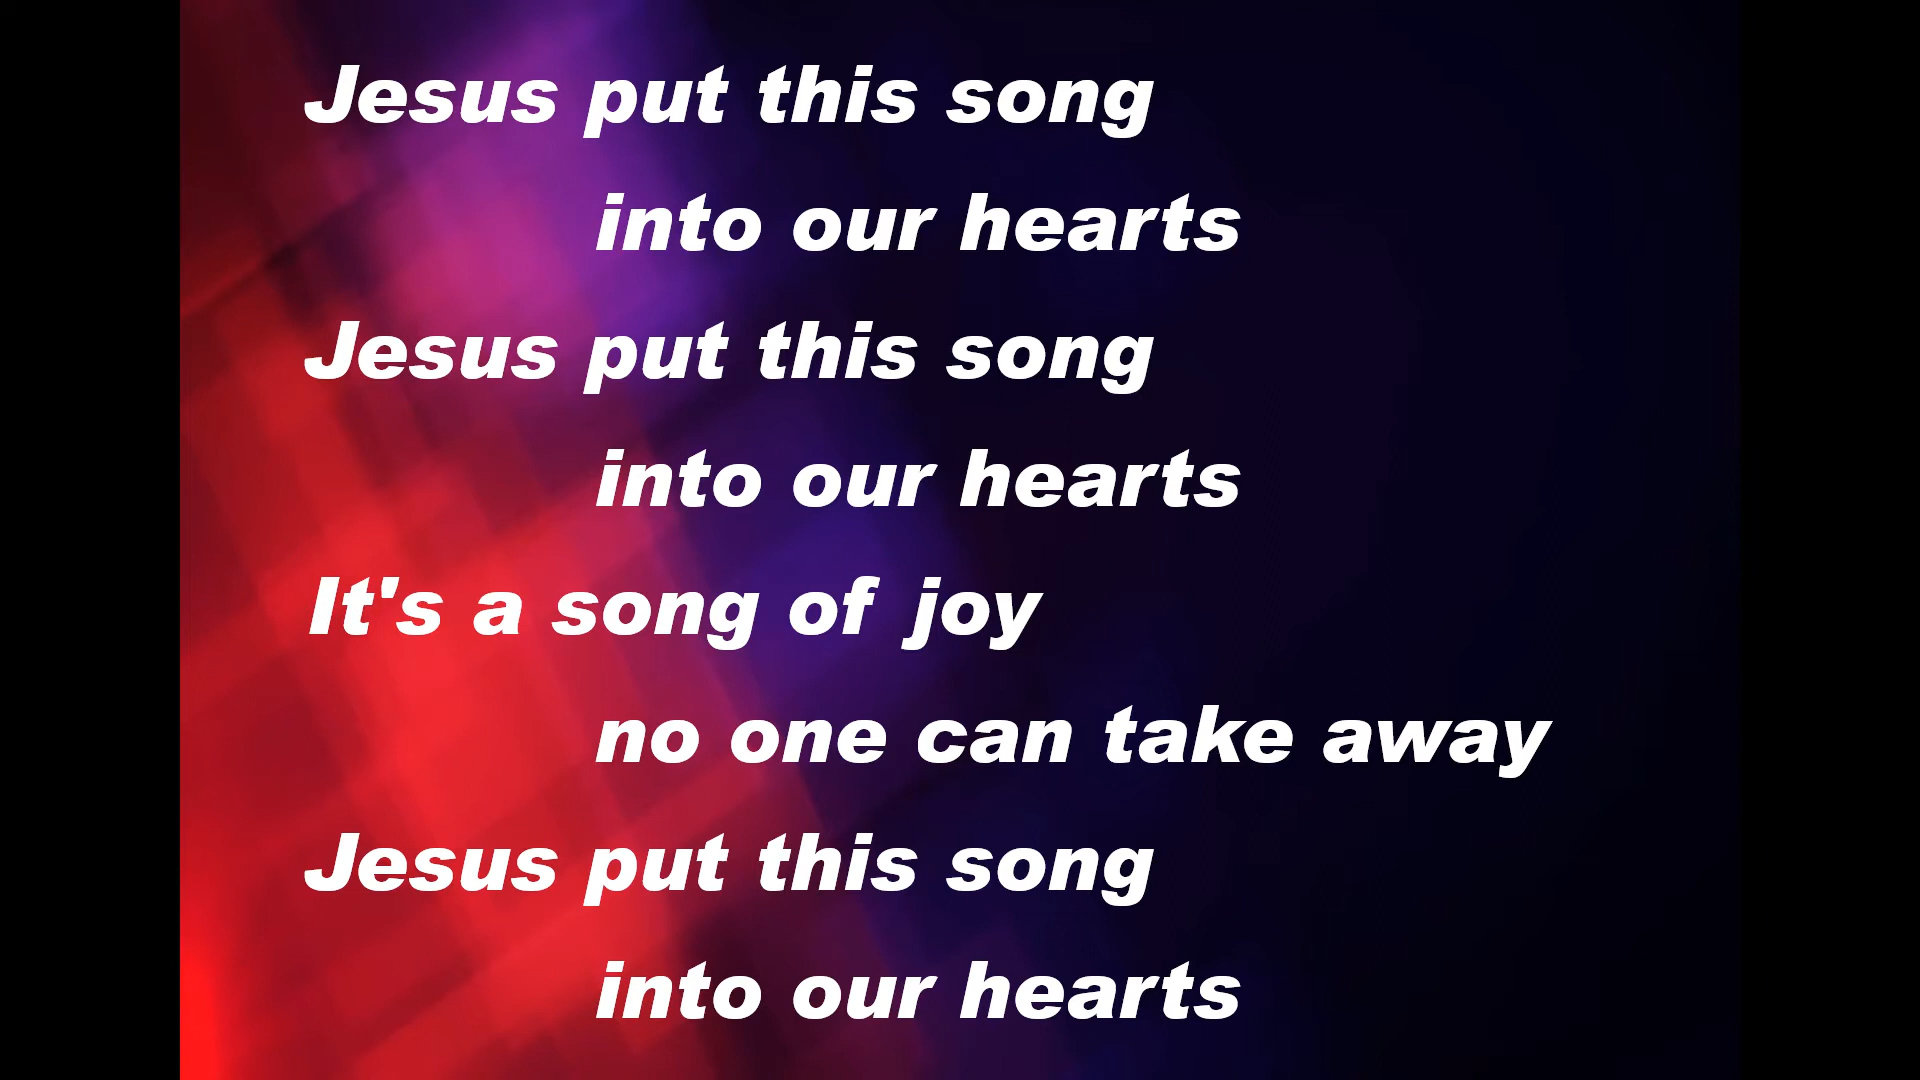 Jesus put this song
into our hearts
Jesus put this song
into our hearts
It's a song of joy
no one can take away
Jesus put this song
into our hearts